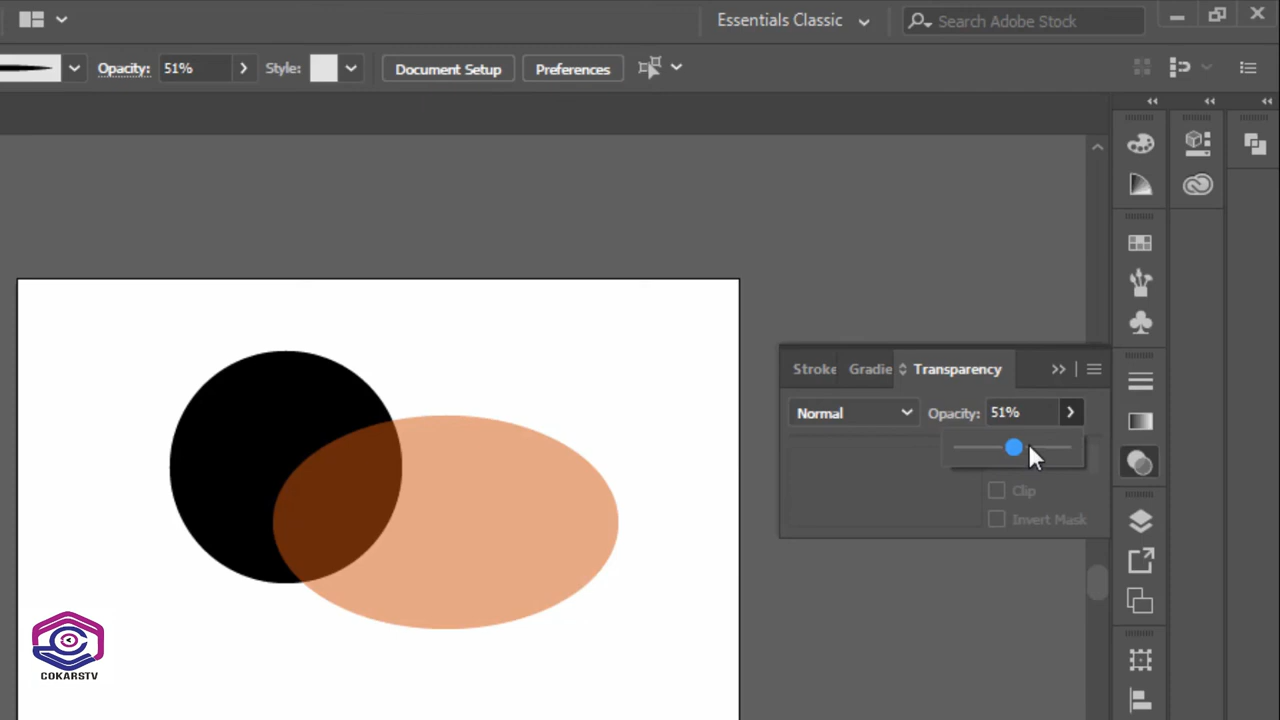 Essentials Classic
Search Adobe Stock
Opacity: 51% Style: Document Setup Preferences
Stroke Gradie Transparency
Normal Opacity: 51%
Clip
Invert Mask
COKARSTV